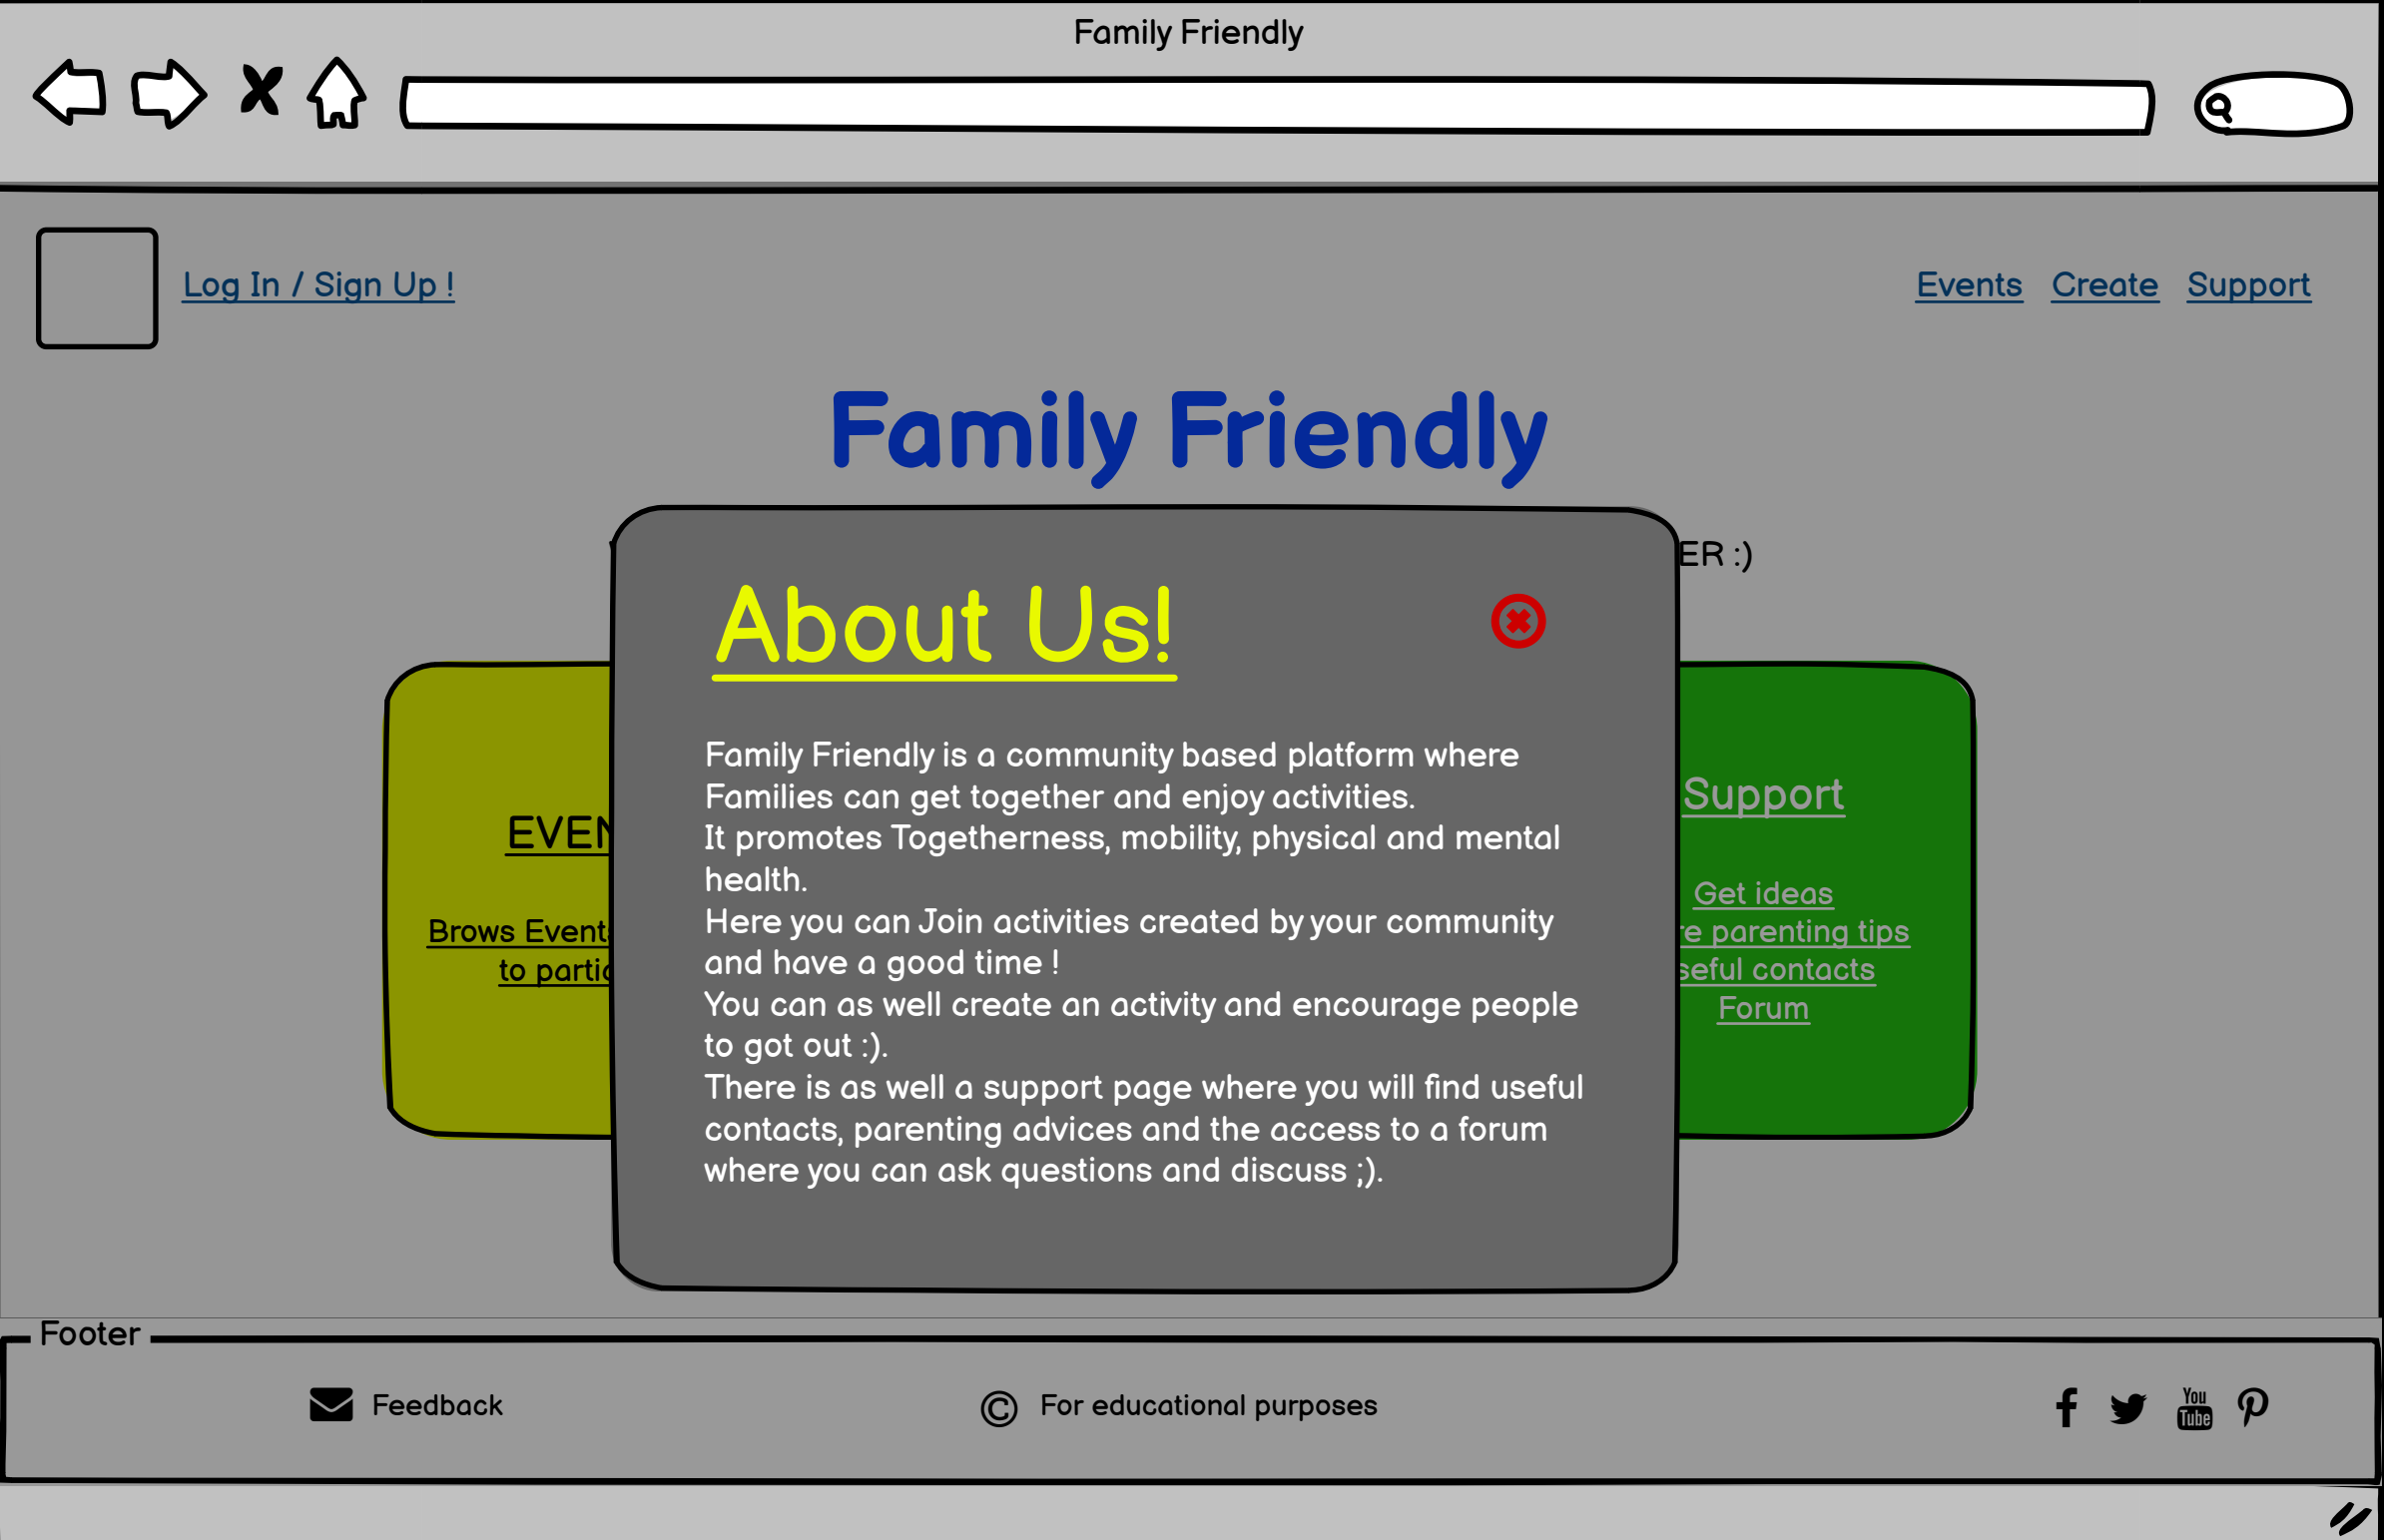 Family Friendly
Log In / Sign Up !
Events Create Support
Family Friendly
ER :)
About Us!
Family Friendly is a community based platform where
Families can get together and enjoy activities.
It promotes Togetherness, mobility, physical and mental
health.
Here you can Join activities created by your community
and have a good time !
You can as well create an activity and encourage people
to got out :).
There is as well a support page where you will find useful
contacts, parenting advices and the access to a forum
where you can ask questions and discuss ;).
EVEN
Brows Events
to partic
Support
Get ideas
re parenting tips
seful contacts
Forum
Footer
Feedback
© For educational purposes
You
Tube